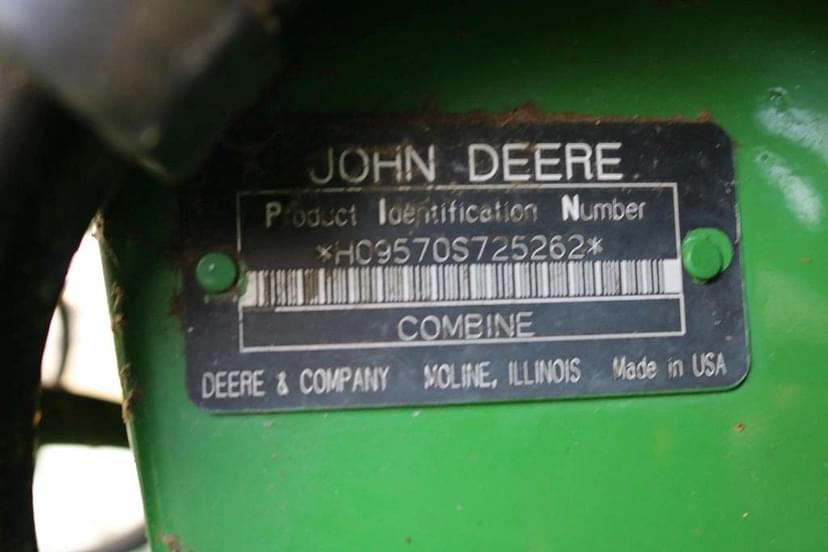 JOHN DEERE
Product Identification Number
*H09570S725262*
COMBINE
DEERE & COMPANY MOLINE, ILLINOIS Made in USA